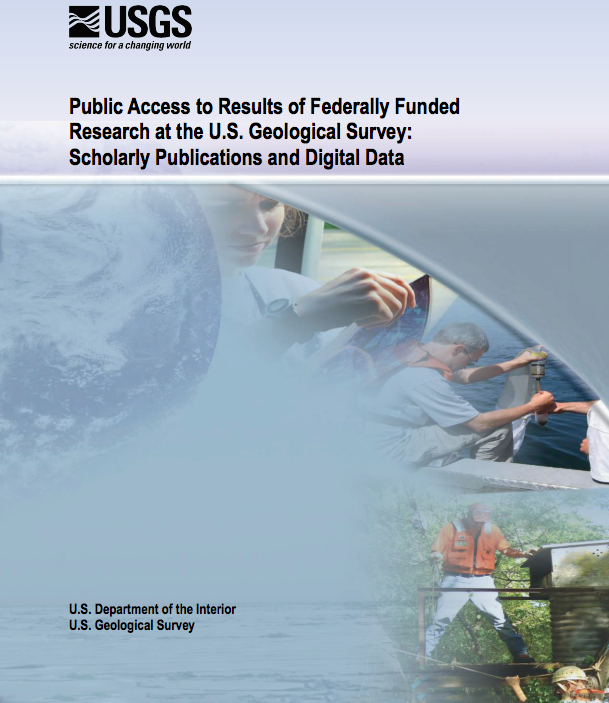 USGS
science for a changing world
Public Access to Results of Federally Funded
Research at the U.S. Geological Survey:
Scholarly Publications and Digital Data
U.S. Department of the Interior
U.S. Geological Survey